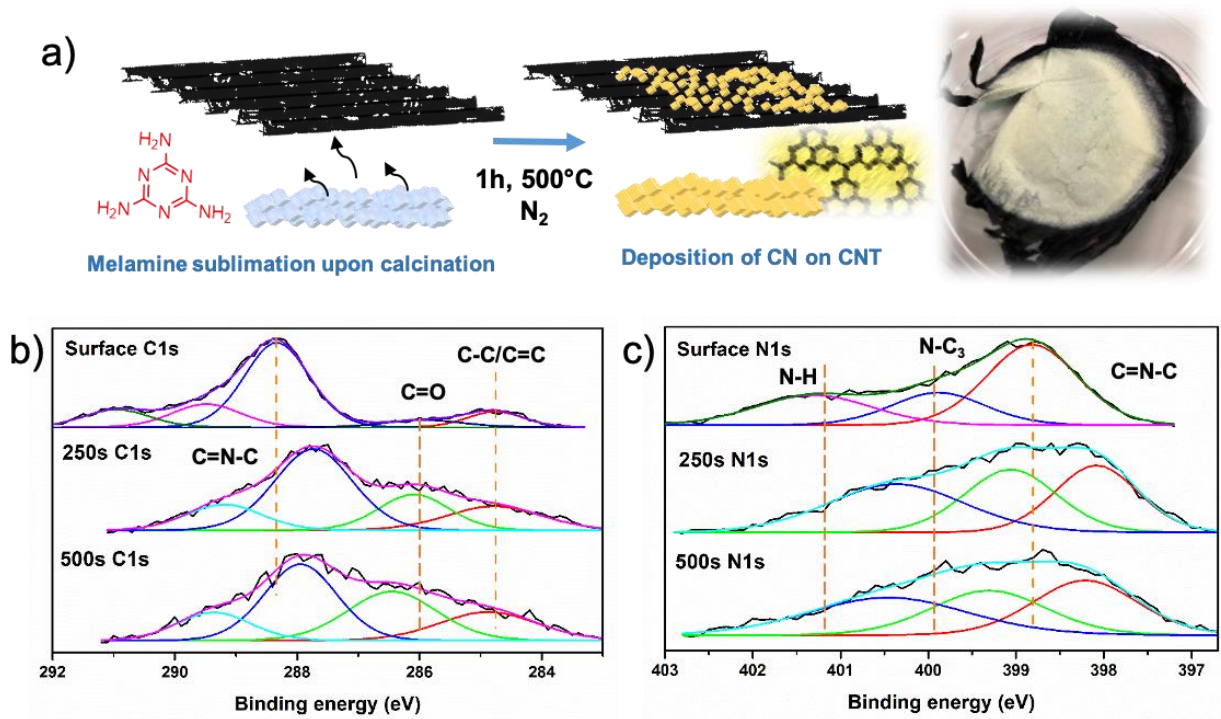 a)
H₂N
N
N
N
H₂N
NH₂
1h, 500°C
N₂
Melamine sublimation upon calcination
Deposition of CN on CNT
b)
Surface C1s
C-C/C=C
C=O
250s C1s
C=N-C
500s C1s
292 290 288 286 284
Binding energy (eV)
c)
Surface N1s
N-C₃
N-H
C=N-C
250s N1s
500s N1s
403 402 401 400 399 398 397
Binding energy (eV)